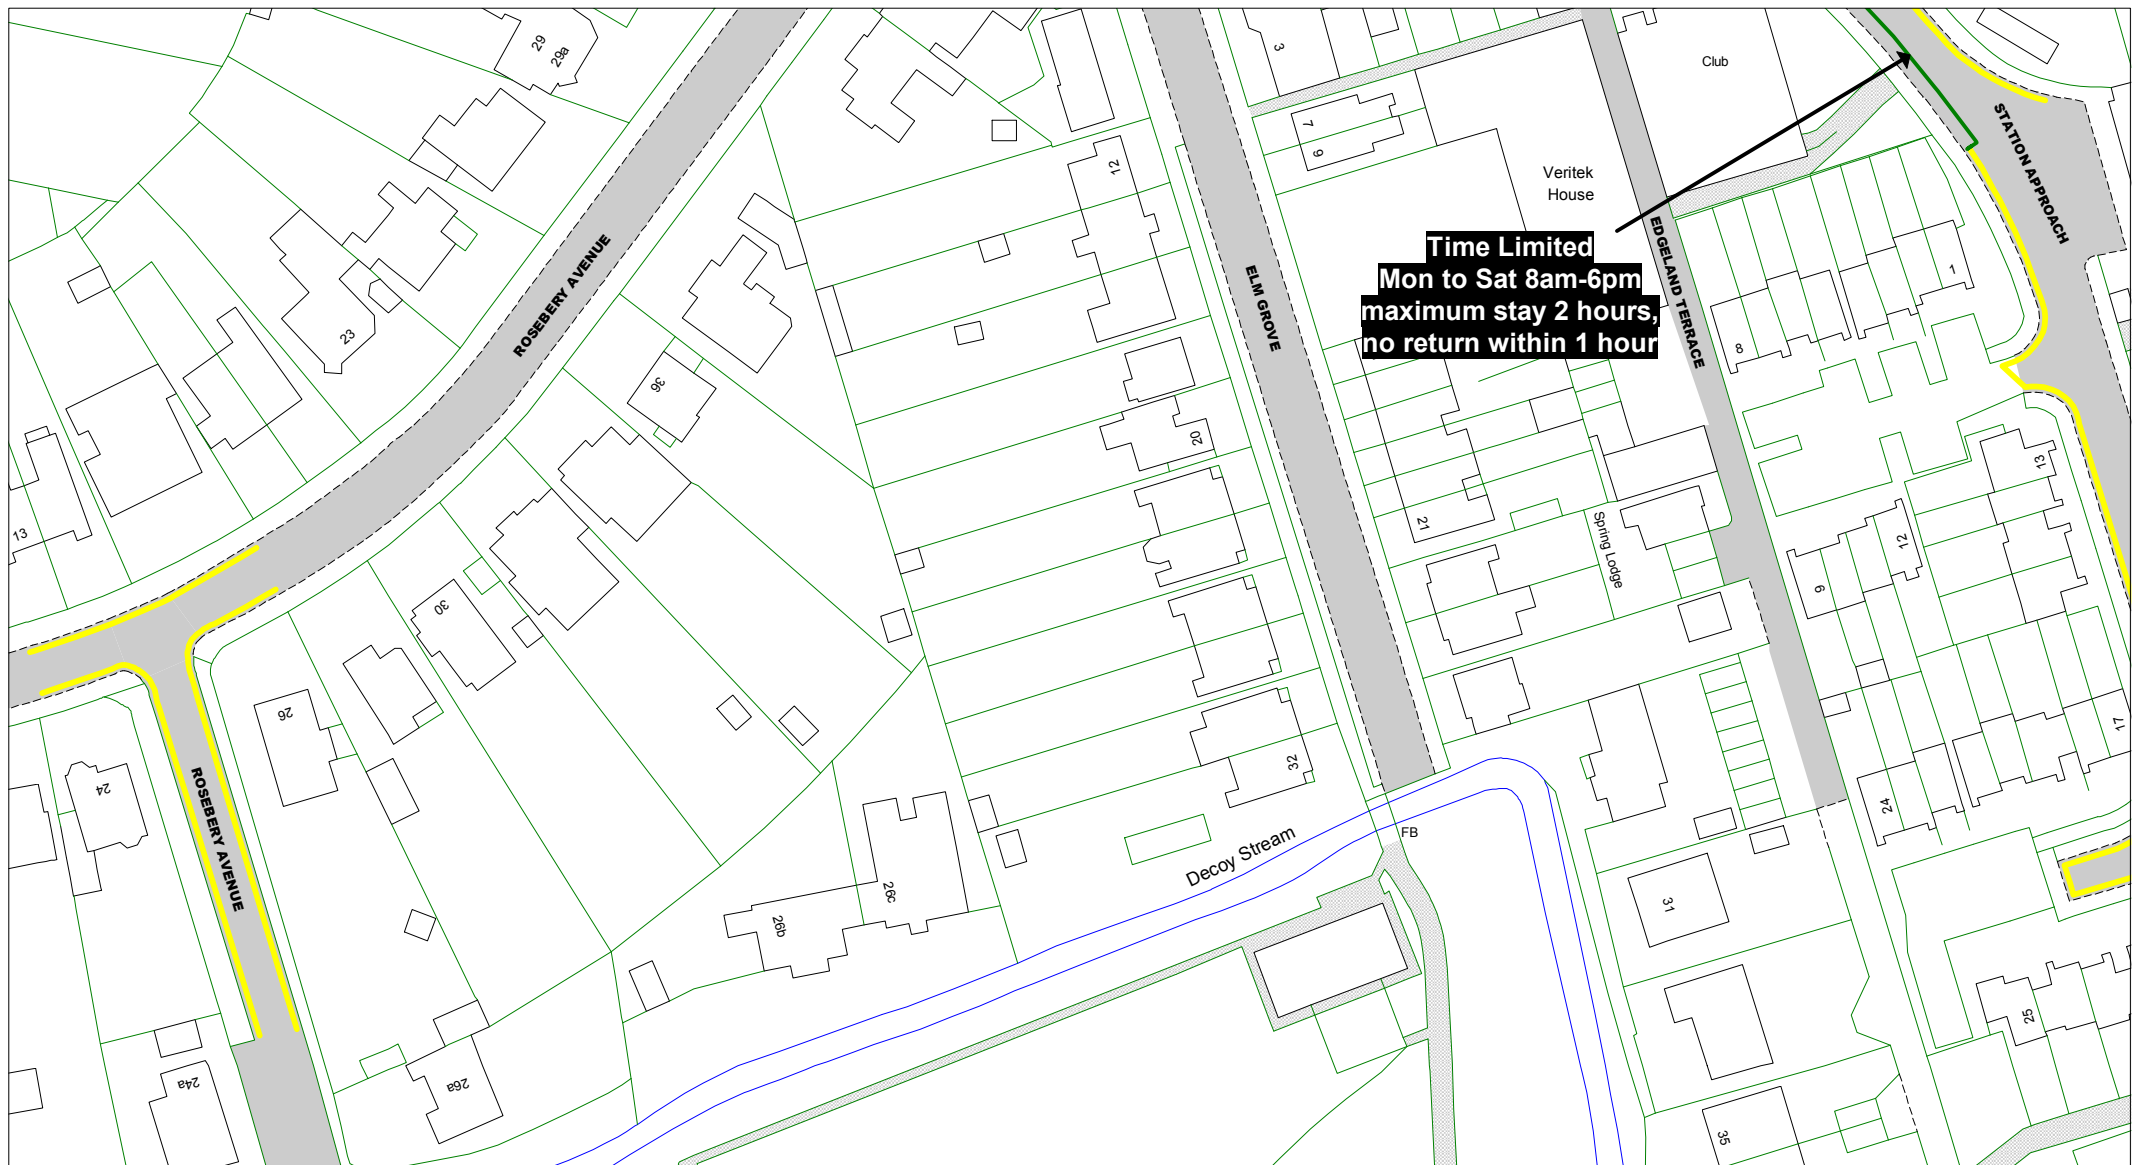 29
29a
3
Club
STATION APPROACH
7
6
12
Veritek
House
ROSEBERY AVENUE
ELM GROVE
EDGELAND TERRACE
Time Limited
Mon to Sat 8am-6pm
maximum stay 2 hours,
no return within 1 hour
1
8
23
36
20
13
21
Spring Lodge
13
12
9
30
26
24
ROSEBERY AVENUE
32
17
24
FB
Decoy Stream
26c
26b
31
25
24a
26a
35